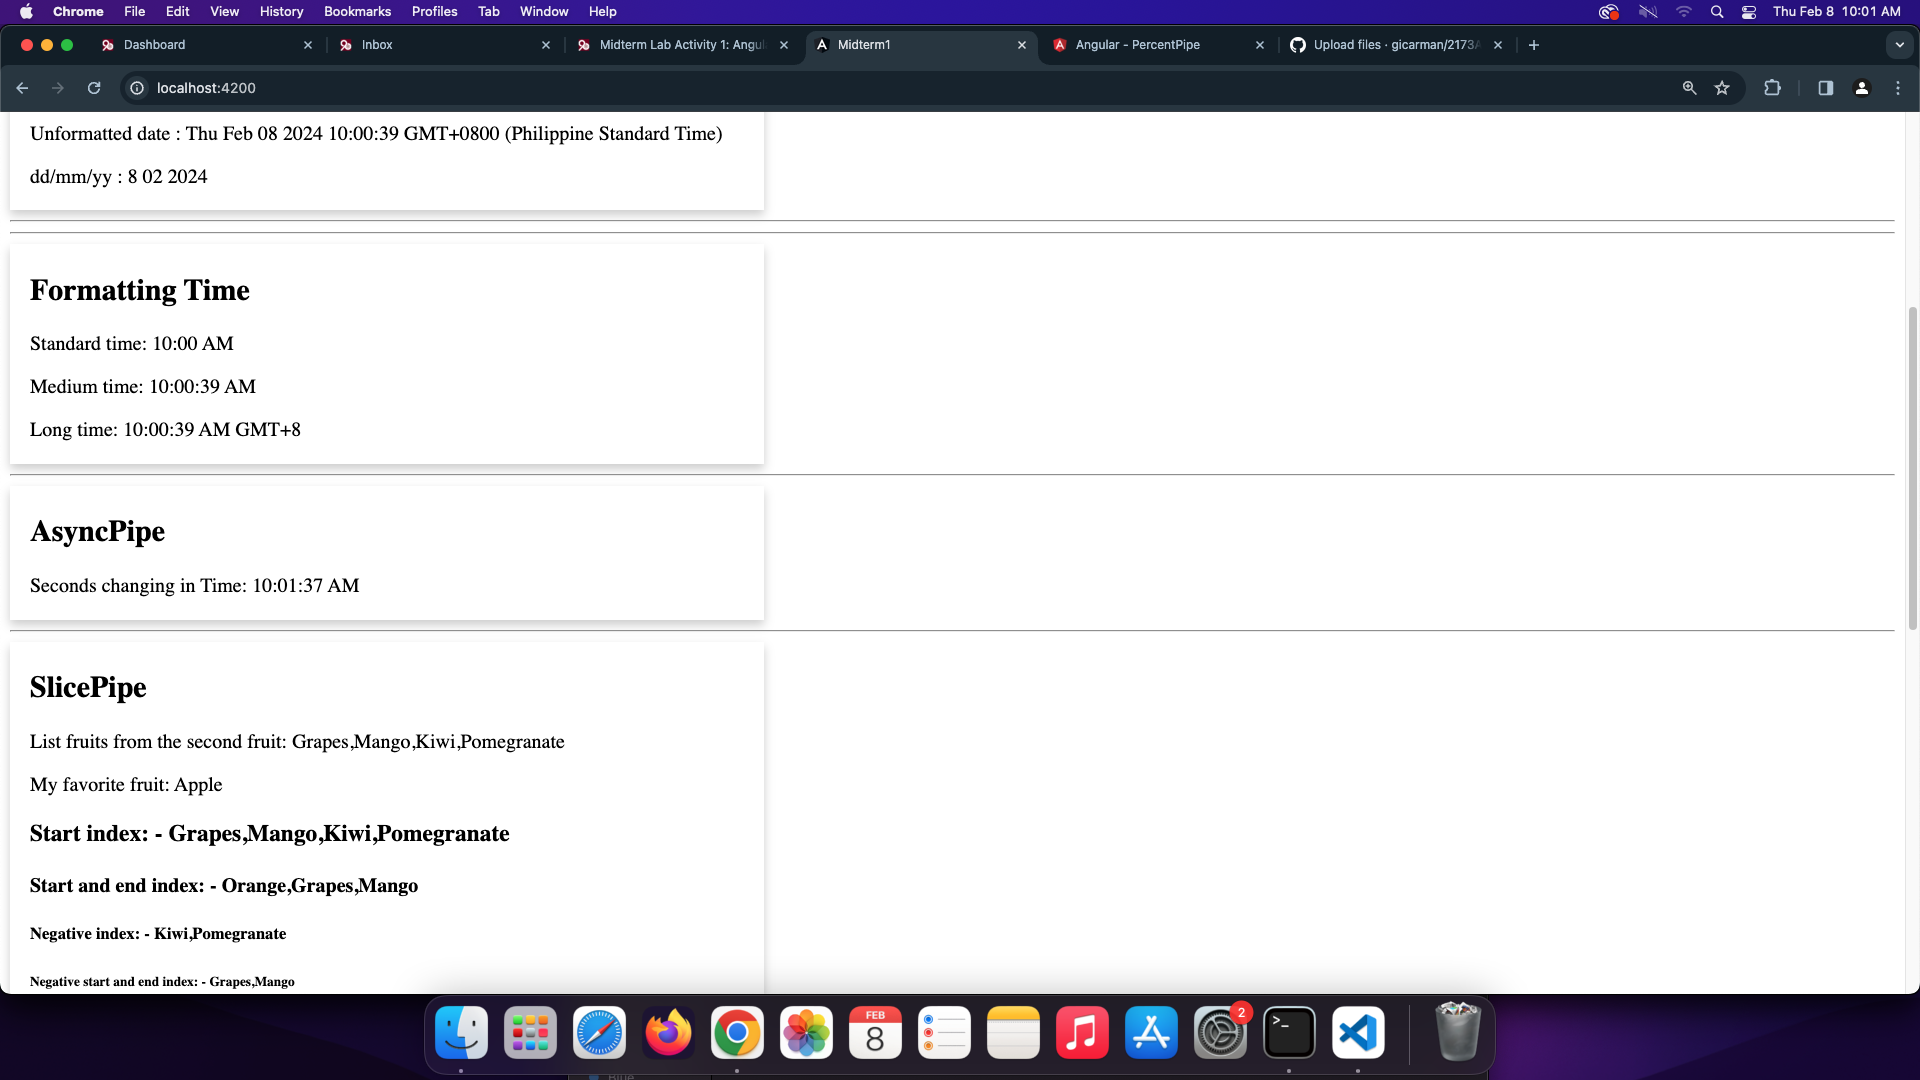 Chrome File Edit View History Bookmarks Profiles Tab Window Help Thu Feb 8 10:01 AM
Dashboard Inbox Midterm Lab Activity 1: Angul Midterm1 Angular - PercentPipe Upload files · gicarman/2173A
localhost:4200
Unformatted date : Thu Feb 08 2024 10:00:39 GMT+0800 (Philippine Standard Time)
dd/mm/yy : 8 02 2024
Formatting Time
Standard time: 10:00 AM
Medium time: 10:00:39 AM
Long time: 10:00:39 AM GMT+8
AsyncPipe
Seconds changing in Time: 10:01:37 AM
SlicePipe
List fruits from the second fruit: Grapes,Mango,Kiwi,Pomegranate
My favorite fruit: Apple
Start index: - Grapes,Mango,Kiwi,Pomegranate
Start and end index: - Orange,Grapes,Mango
Negative index: - Kiwi,Pomegranate
Negative start and end index: - Grapes,Mango
FEB
8
2
>_
Blue